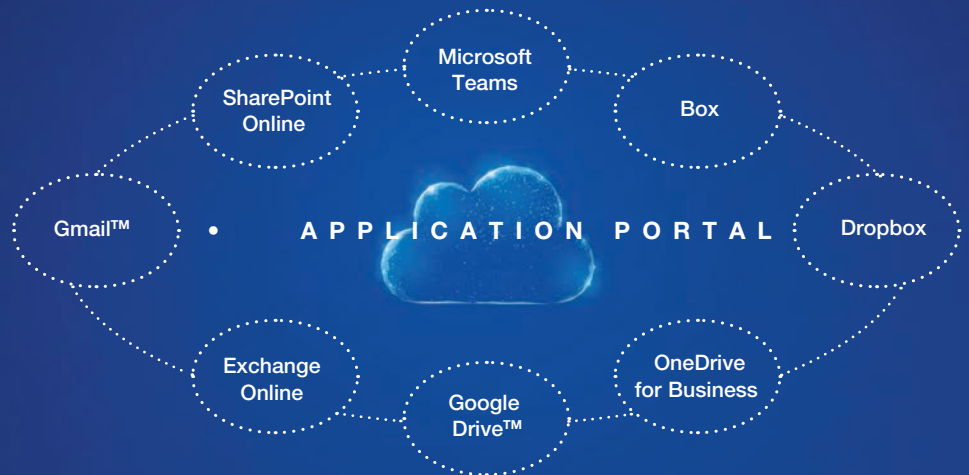 Microsoft
Teams
SharePoint
Online
Box
Gmail™
• APPLICATION PORTAL
Dropbox
Exchange
Online
OneDrive
for Business
Google
Drive™